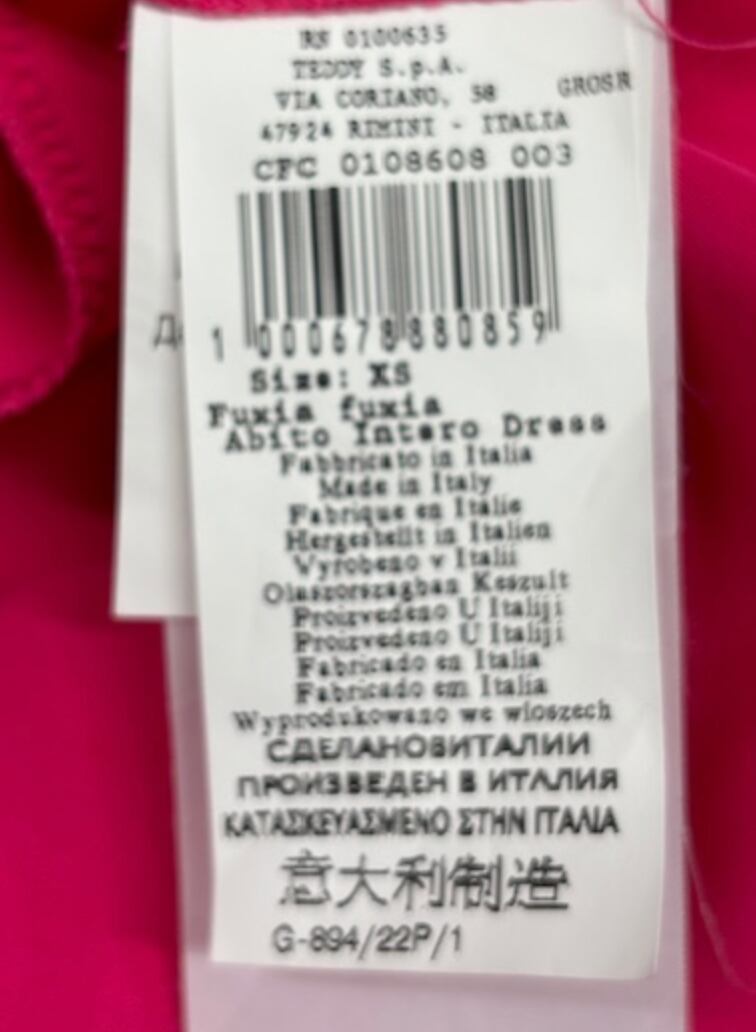 RN 0100635
TEDDY S.p.A.
VIA CORIANO, 58 GROSR
47924 RIMINI - ITALIA
CFC 0108608 003
1 000678880859
Size: XS
Fuxia fuxia
Abito Intero Dress
Fabbricato in Italia
Made in Italy
Fabrique en Italie
Hergestellt in Italien
Vyrobeno v Italii
Olaszorszagban Keszult
Proizvedeno U Italiji
Proizvedeno U Italiji
Fabricado en Italia
Fabricado em Italia
Wyprodukowano we wloszech
СДЕЛАНОВИТАЛИИ
ПРОИЗВЕДЕН В ИТАЛИЯ
ΚΑΤΑΣΚΕΥΑΣΜΕΝΟ ΣΤΗΝ ΙΤΑΛΙΑ
意大利制造
G-894/22P/1